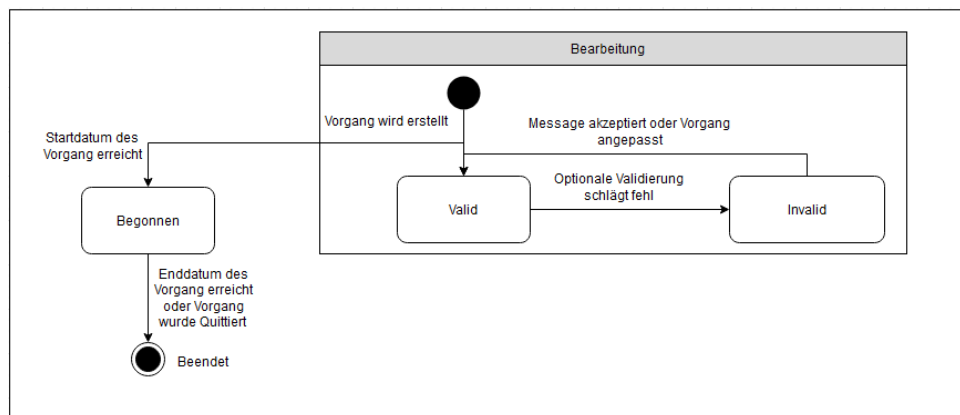 Bearbeitung
Vorgang wird erstellt
Message akzeptiert oder Vorgang
angepasst
Startdatum des
Vorgang erreicht
Optionale Validierung
schlägt fehl
Valid
Invalid
Begonnen
Enddatum des
Vorgang erreicht
oder Vorgang
wurde Quittiert
Beendet